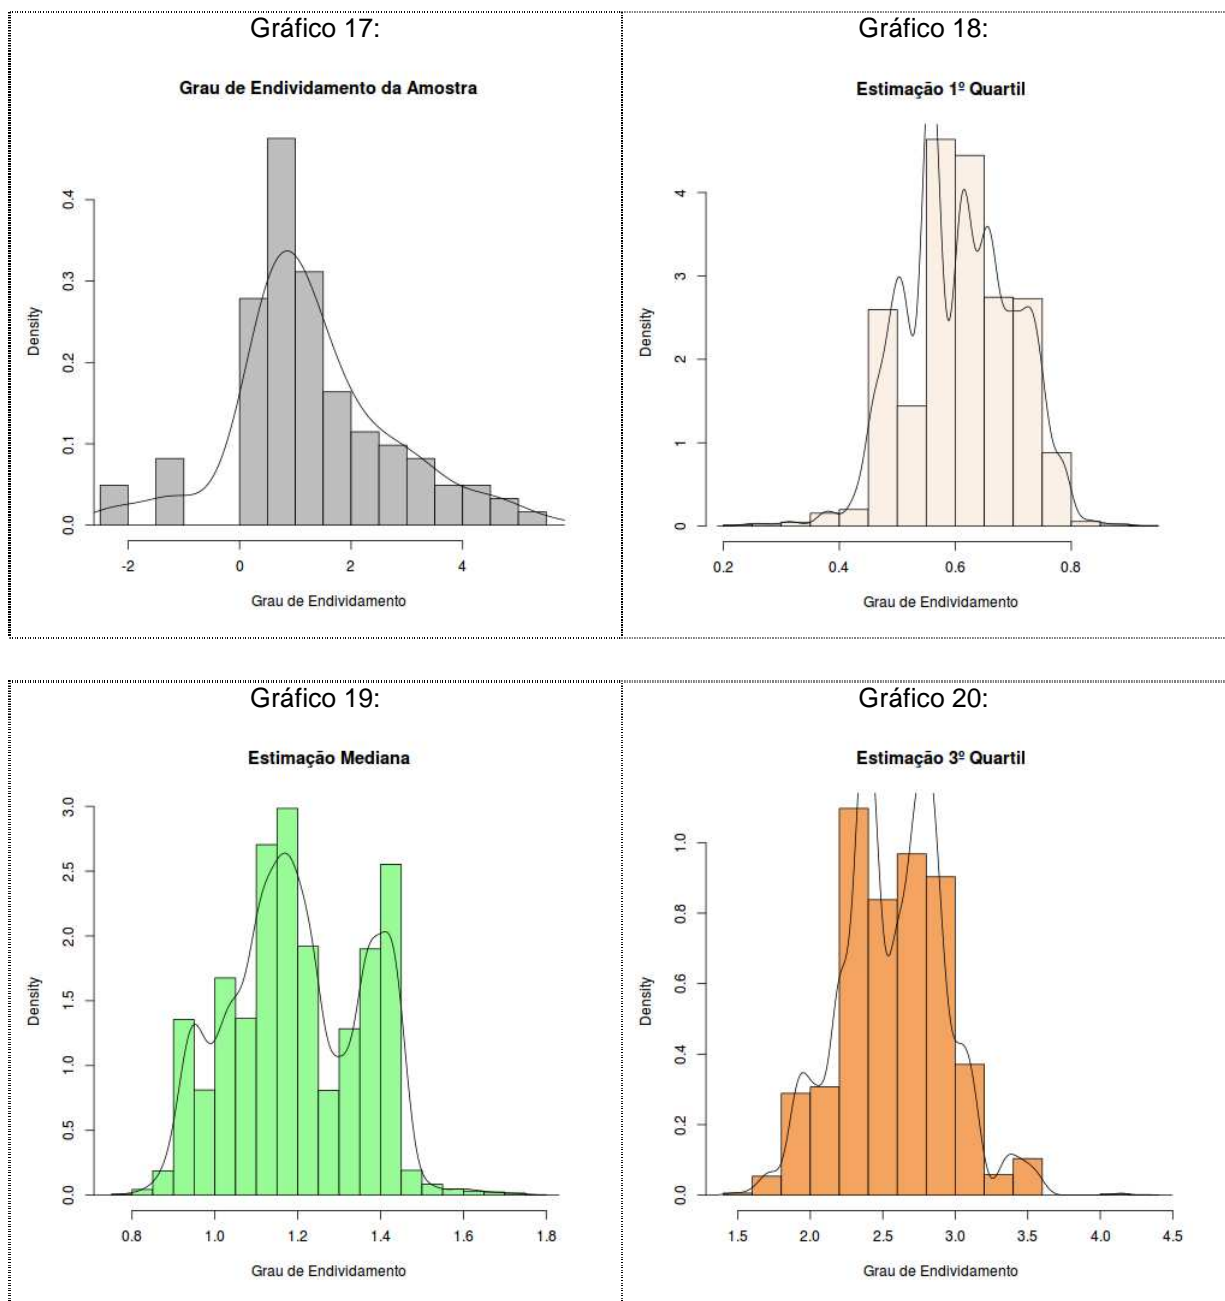 Gráfico 17:
Grau de Endividamento da Amostra
Density
0.0 0.1 0.2 0.3 0.4
-2 0 2 4
Grau de Endividamento
Gráfico 18:
Estimação 1º Quartil
Density
0 1 2 3 4
0.2 0.4 0.6 0.8
Grau de Endividamento
Gráfico 19:
Estimação Mediana
Density
0.0 0.5 1.0 1.5 2.0 2.5 3.0
0.8 1.0 1.2 1.4 1.6 1.8
Grau de Endividamento
Gráfico 20:
Estimação 3º Quartil
Density
0.0 0.2 0.4 0.6 0.8 1.0
1.5 2.0 2.5 3.0 3.5 4.0 4.5
Grau de Endividamento